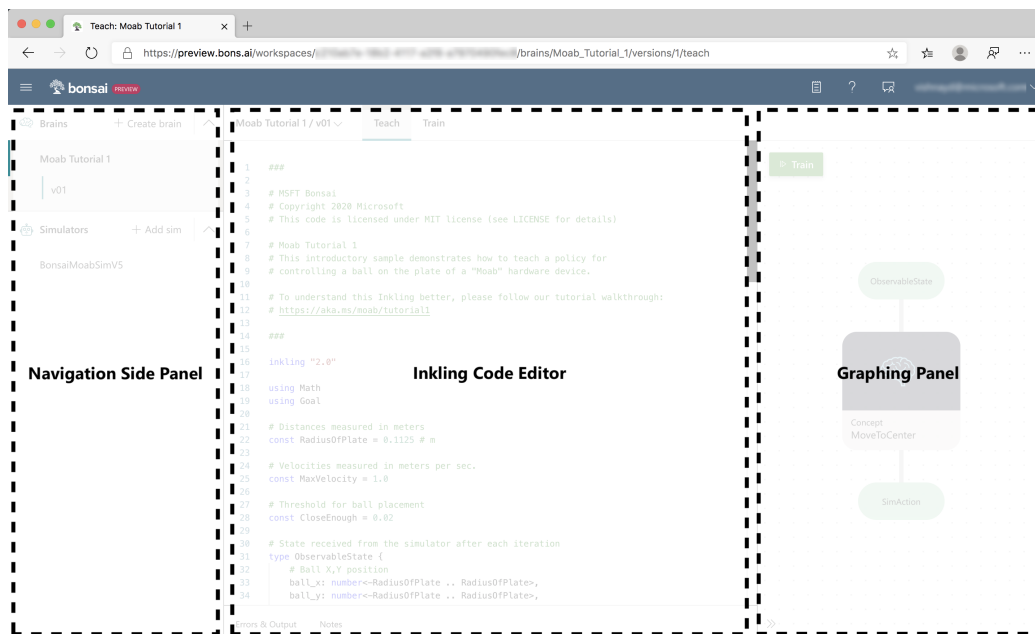 Teach: Moab Tutorial 1
https://preview.bons.ai/workspaces/
/brains/Moab_Tutorial_1/versions/1/teach
bonsai PREVIEW
Brains + Create brain
Moab Tutorial 1
v01
Simulators + Add sim
BonsaiMoabSimV5
Navigation Side Panel
Moab Tutorial 1 / v01 Teach Train
1 ###
2
3 # MSFT Bonsai
4 # Copyright 2020 Microsoft
5 # This code is licensed under MIT license (see LICENSE for details)
6
7 # Moab Tutorial 1
8 # This introductory sample demonstrates how to teach a policy for
9 # controlling a ball on the plate of a "Moab" hardware device.
10
11 # To understand this Inkling better, please follow our tutorial walkthrough:
12 # https://aka.ms/moab/tutorial1
13
14 ###
15
16 inkling "2.0"
17
18 using Math
19 using Goal
20
21 # Distances measured in meters
22 const RadiusOfPlate = 0.1125 # m
23
24 # Velocities measured in meters per sec.
25 const MaxVelocity = 1.0
26
27 # Threshold for ball placement
28 const CloseEnough = 0.02
29
30 # State received from the simulator after each iteration
31 type ObservableState {
32 # Ball X,Y position
33 ball_x: number<-RadiusOfPlate .. RadiusOfPlate>,
34 ball_y: number<-RadiusOfPlate .. RadiusOfPlate>,
Inkling Code Editor
Errors & Output Notes
Train
ObservableState
Graphing Panel
Concept
MoveToCenter
SimAction